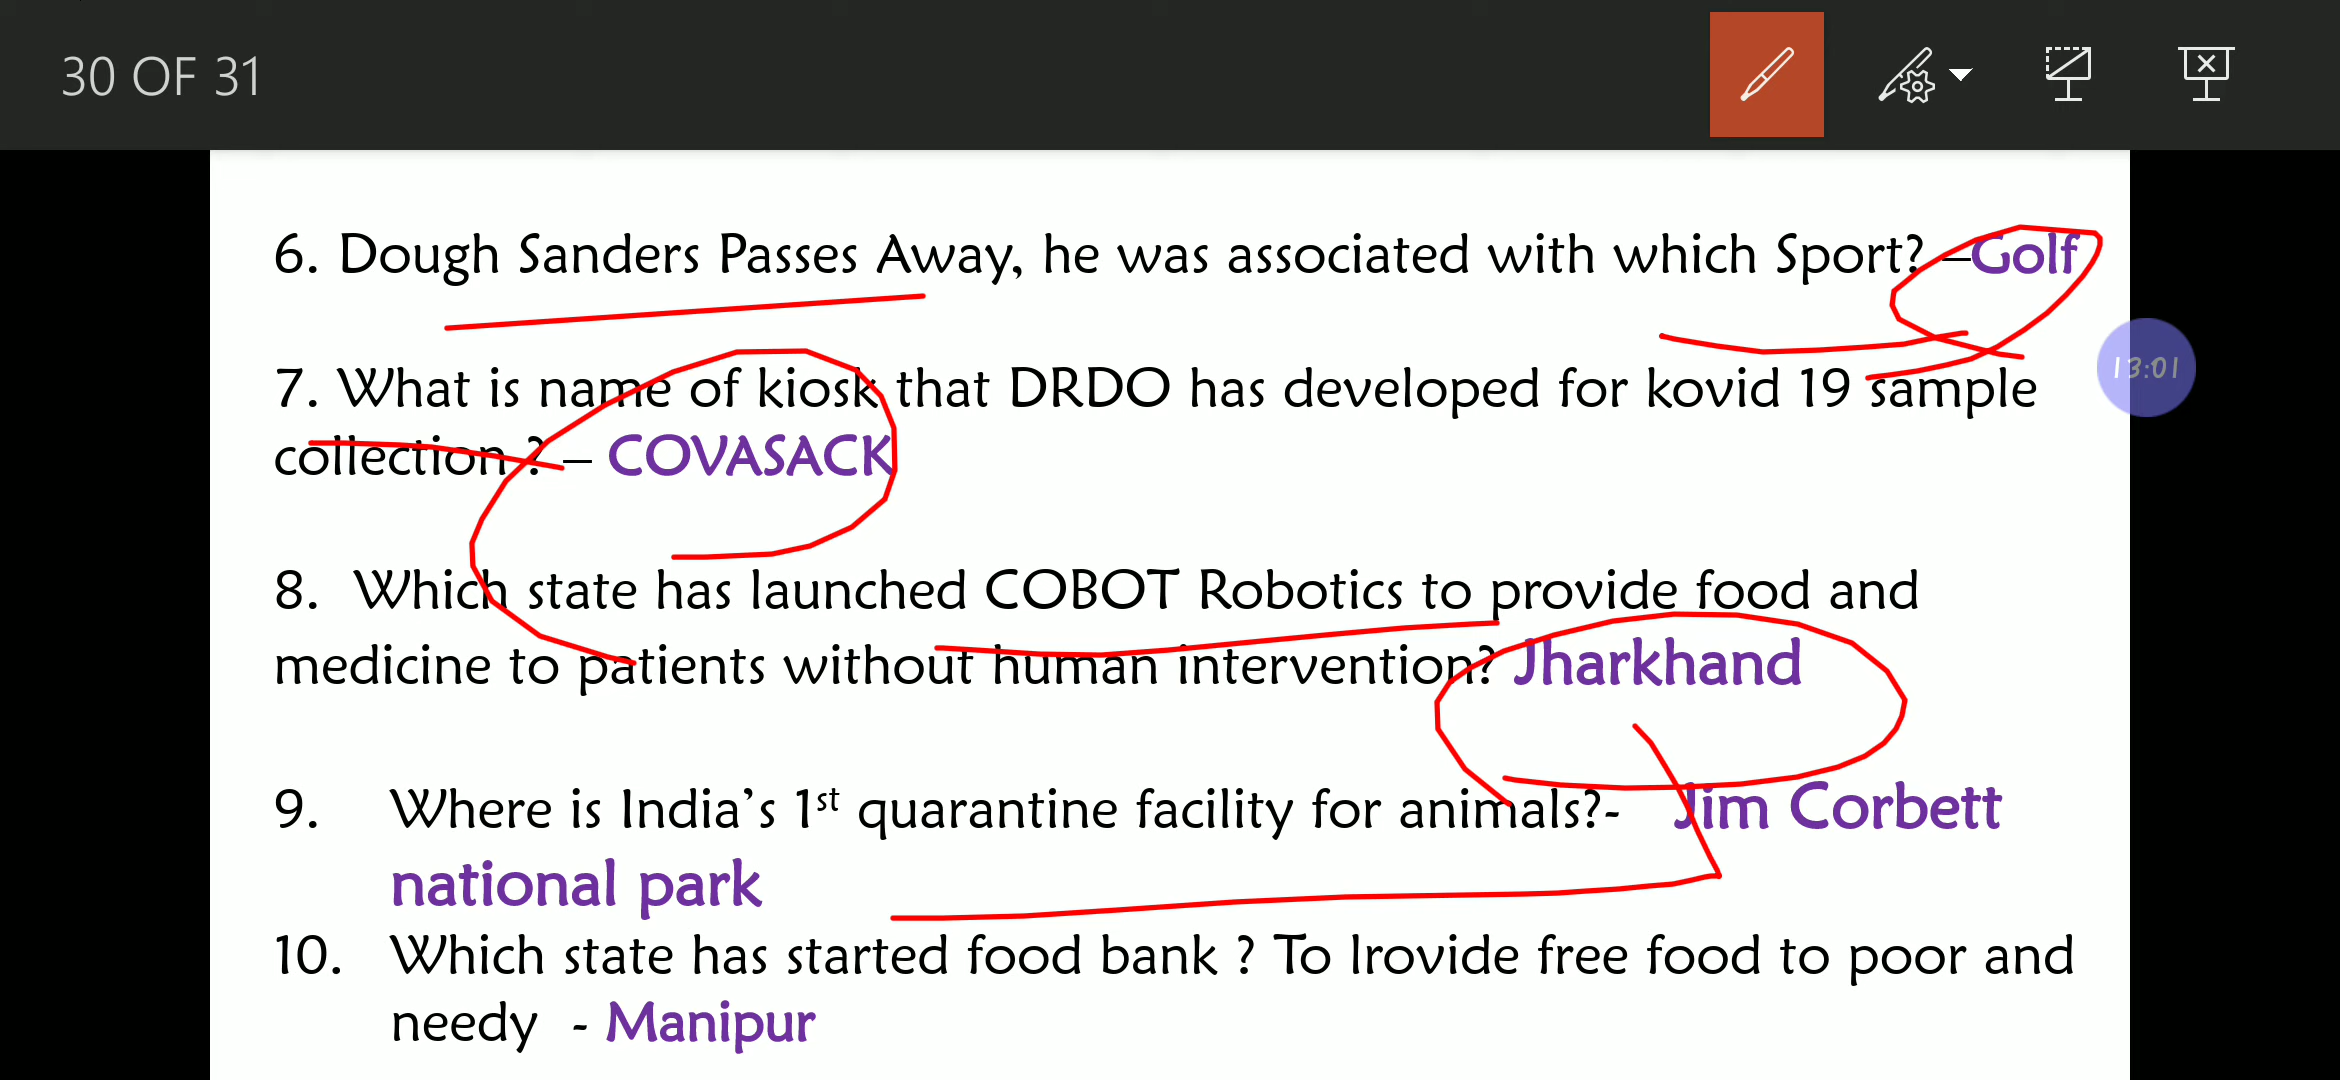 30 OF 31
6. Dough Sanders Passes Away, he was associated with which Sport? –Golf
13:01
7. What is name of kiosk that DRDO has developed for kovid 19 sample
collection ? – COVASACK
8. Which state has launched COBOT Robotics to provide food and
medicine to patients without human intervention? Jharkhand
9. Where is India’s 1st quarantine facility for animals?- Jim Corbett
national park
10. Which state has started food bank ? To lrovide free food to poor and
needy - Manipur